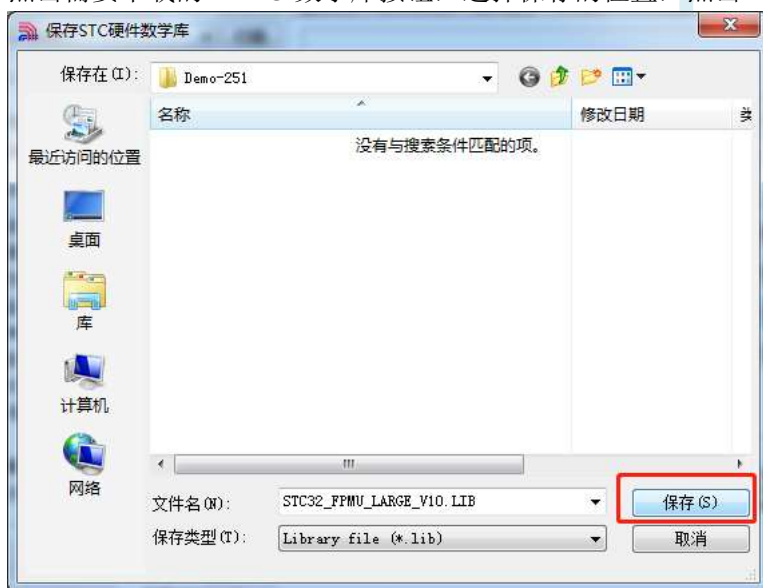 保存STC硬件数学库
保存在(I):
Demo-251
名称
修改日期
没有与搜索条件匹配的项。
最近访问的位置
桌面
库
计算机
网络
文件名(N):
STC32_FPMU_LARGE_V10.LIB
保存(S)
保存类型(T):
Library file (*.lib)
取消